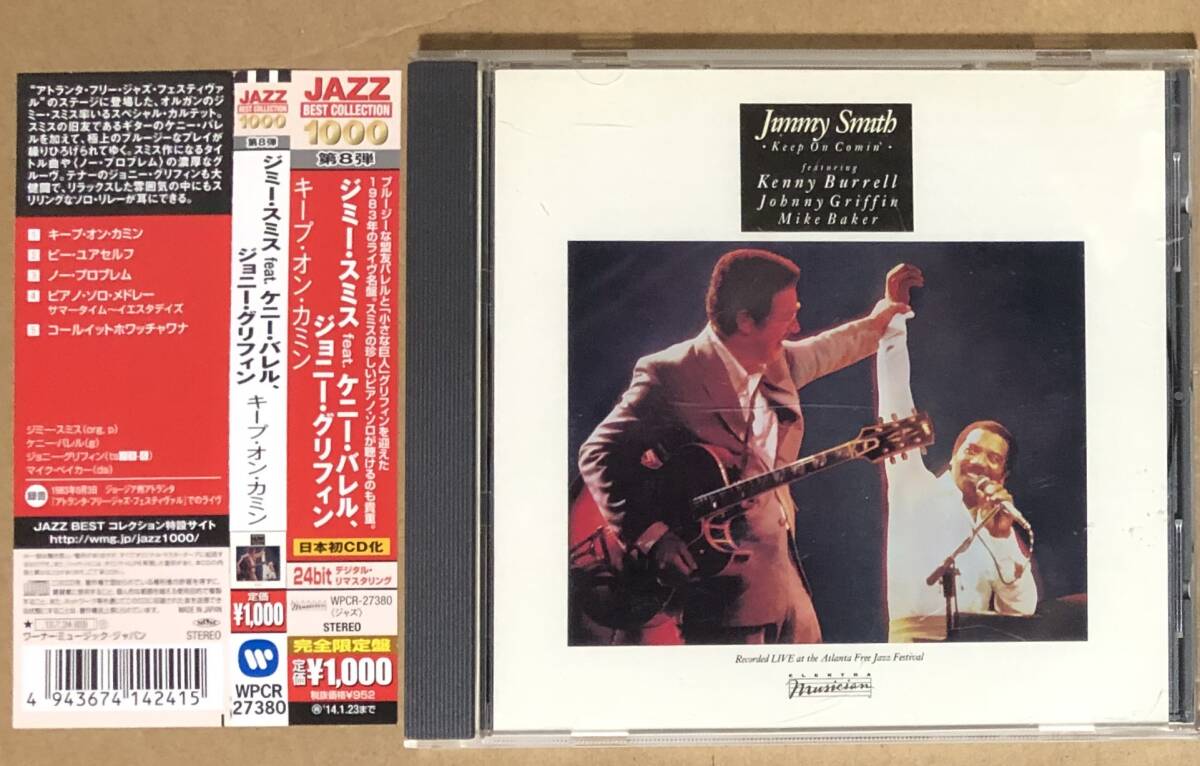 "アトランタ・フリー・ジャズ・フェスティヴァ
ル"のステージに登場した、オルガンのジ
ミー・スミス率いるスペシャル・カルテット。
スミスの旧友であるギターのケニー・バレ
ルを加えて、極上のブルージーなプレイが
繰りひろげられてゆく。スミス作になるタイ
トル曲や〈ノー・プロブレム〉の濃厚なグ
ルーヴ。テナーのジョニー・グリフィンも大
健闘で、リラックスした雰囲気の中にもス
リリングなソロ・リレーが耳にできる。
1 キープ・オン・カミン
2 ビー・ユアセルフ
3 ノー・プロブレム
4 ピアノ・ソロ・メドレー
サマータイム〜イエスタデイズ
5 コールイットホワッチャワナ
ジミー・スミス(org, p)
ケニー・バレル(g)
ジョニー・グリフィン(ts)
マイク・ベイカー(ds)
録音 1983年9月3日 ジョージア州アトランタ
「アトランタ・フリー・ジャズ・フェスティヴァル」でのライヴ
JAZZ BEST コレクション特設サイト
http://wmg.jp/jazz1000/
MADE IN JAPAN
ワーナーミュージック・ジャパン
STEREO
4 943674 142415
JAZZ
BEST COLLECTION
1000
第8弾
ジミー・スミス feat. ケニー・バレル、
ジョニー・グリフィン
キープ・オン・カミン
定価
¥1,000
WPCR
27380
JAZZ
BEST COLLECTION
1000
第8弾
ブルージーな盟友バレルと「小さな巨人」グリフィンを迎えた
1983年のライヴ名盤。スミスの珍しいピアノ・ソロが聴けるのも貴重。
ジミー・スミス feat. ケニー・バレル、
ジョニー・グリフィン
キープ・オン・カミン
日本初CD化
24bit デジタル・
リマスタリング
Musician
WPCR-27380
〈ジャズ〉
STEREO
完全限定盤
定価 ¥1,000
税抜価格¥952
'14.1.23まで
Jimmy Smith
• Keep On Comin' •
featuring
Kenny Burrell
Johnny Griffin
Mike Baker
Recorded LIVE at the Atlanta Free Jazz Festival
ELEKTRA
Musician